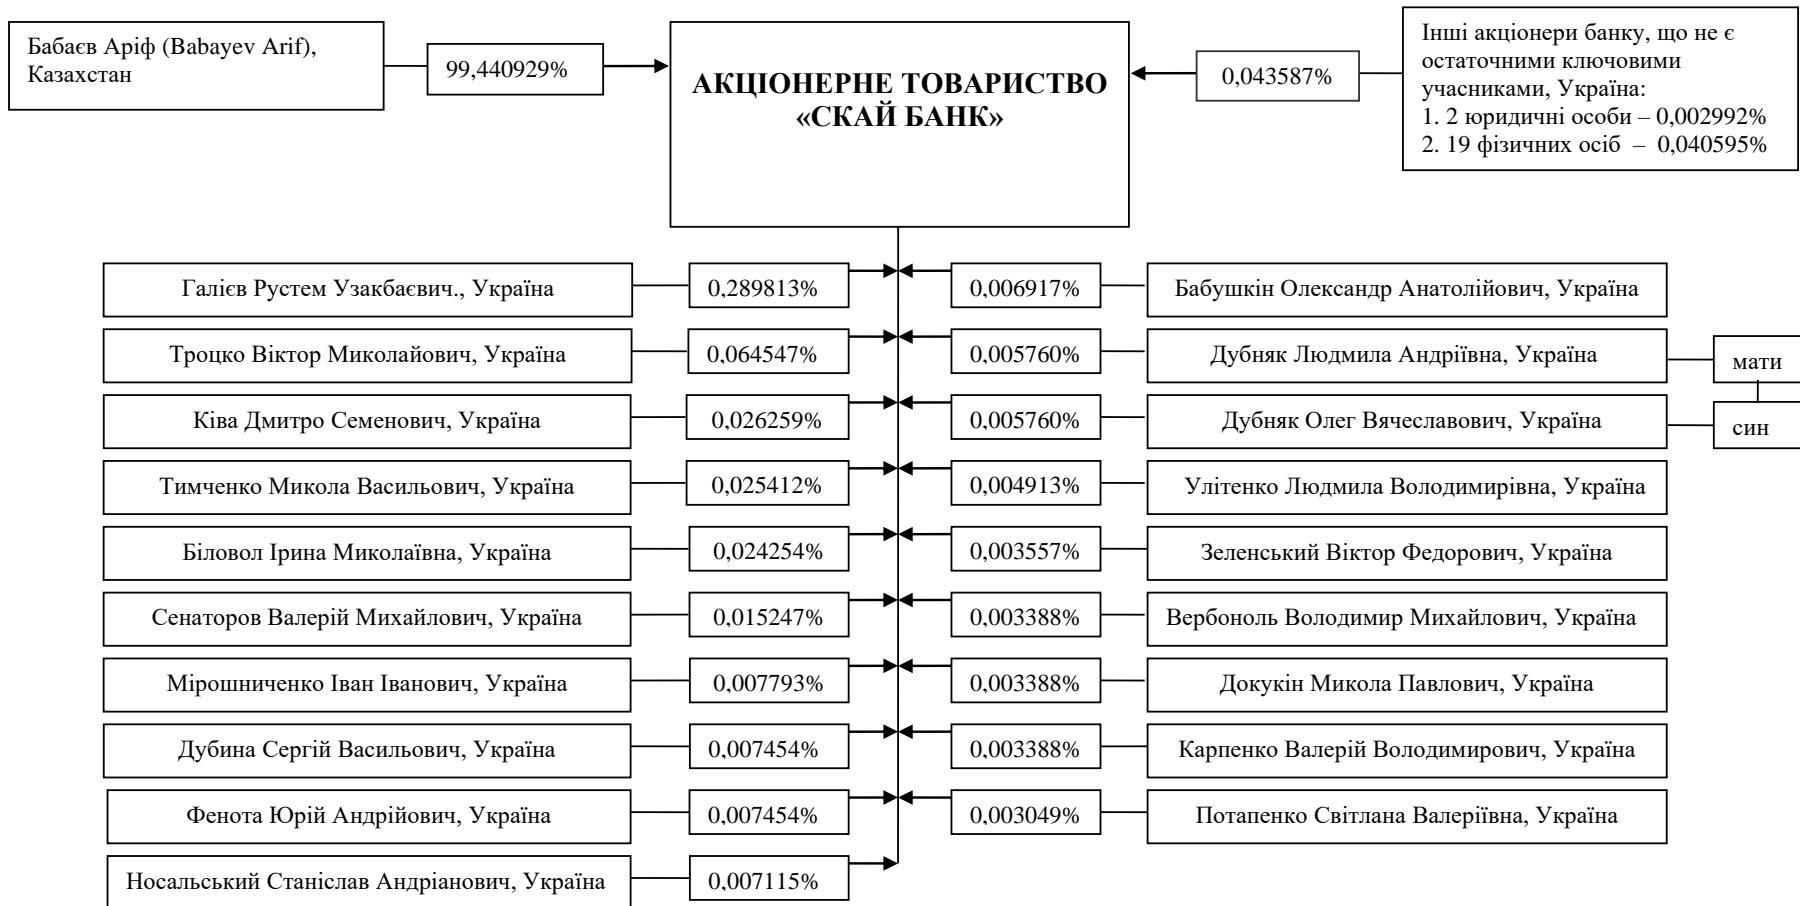 Бабаєв Аріф (Babayev Arif),
Казахстан
99,440929%
АКЦІОНЕРНЕ ТОВАРИСТВО
«СКАЙ БАНК»
0,043587%
Інші акціонери банку, що не є
остаточними ключовими
учасниками, Україна:
1. 2 юридичні особи – 0,002992%
2. 19 фізичних осіб – 0,040595%
Галієв Рустем Узакбаєвич., Україна
0,289813%
0,006917%
Бабушкін Олександр Анатолійович, Україна
Троцко Віктор Миколайович, Україна
0,064547%
0,005760%
Дубняк Людмила Андріївна, Україна
мати
Ківа Дмитро Семенович, Україна
0,026259%
0,005760%
Дубняк Олег Вячеславович, Україна
син
Тимченко Микола Васильович, Україна
0,025412%
0,004913%
Улітенко Людмила Володимирівна, Україна
Біловол Ірина Миколаївна, Україна
0,024254%
0,003557%
Зеленський Віктор Федорович, Україна
Сенаторов Валерій Михайлович, Україна
0,015247%
0,003388%
Вербоноль Володимир Михайлович, Україна
Мірошниченко Іван Іванович, Україна
0,007793%
0,003388%
Докукін Микола Павлович, Україна
Дубина Сергій Васильович, Україна
0,007454%
0,003388%
Карпенко Валерій Володимирович, Україна
Фенота Юрій Андрійович, Україна
0,007454%
0,003049%
Потапенко Світлана Валеріївна, Україна
Носальський Станіслав Андріанович, Україна
0,007115%